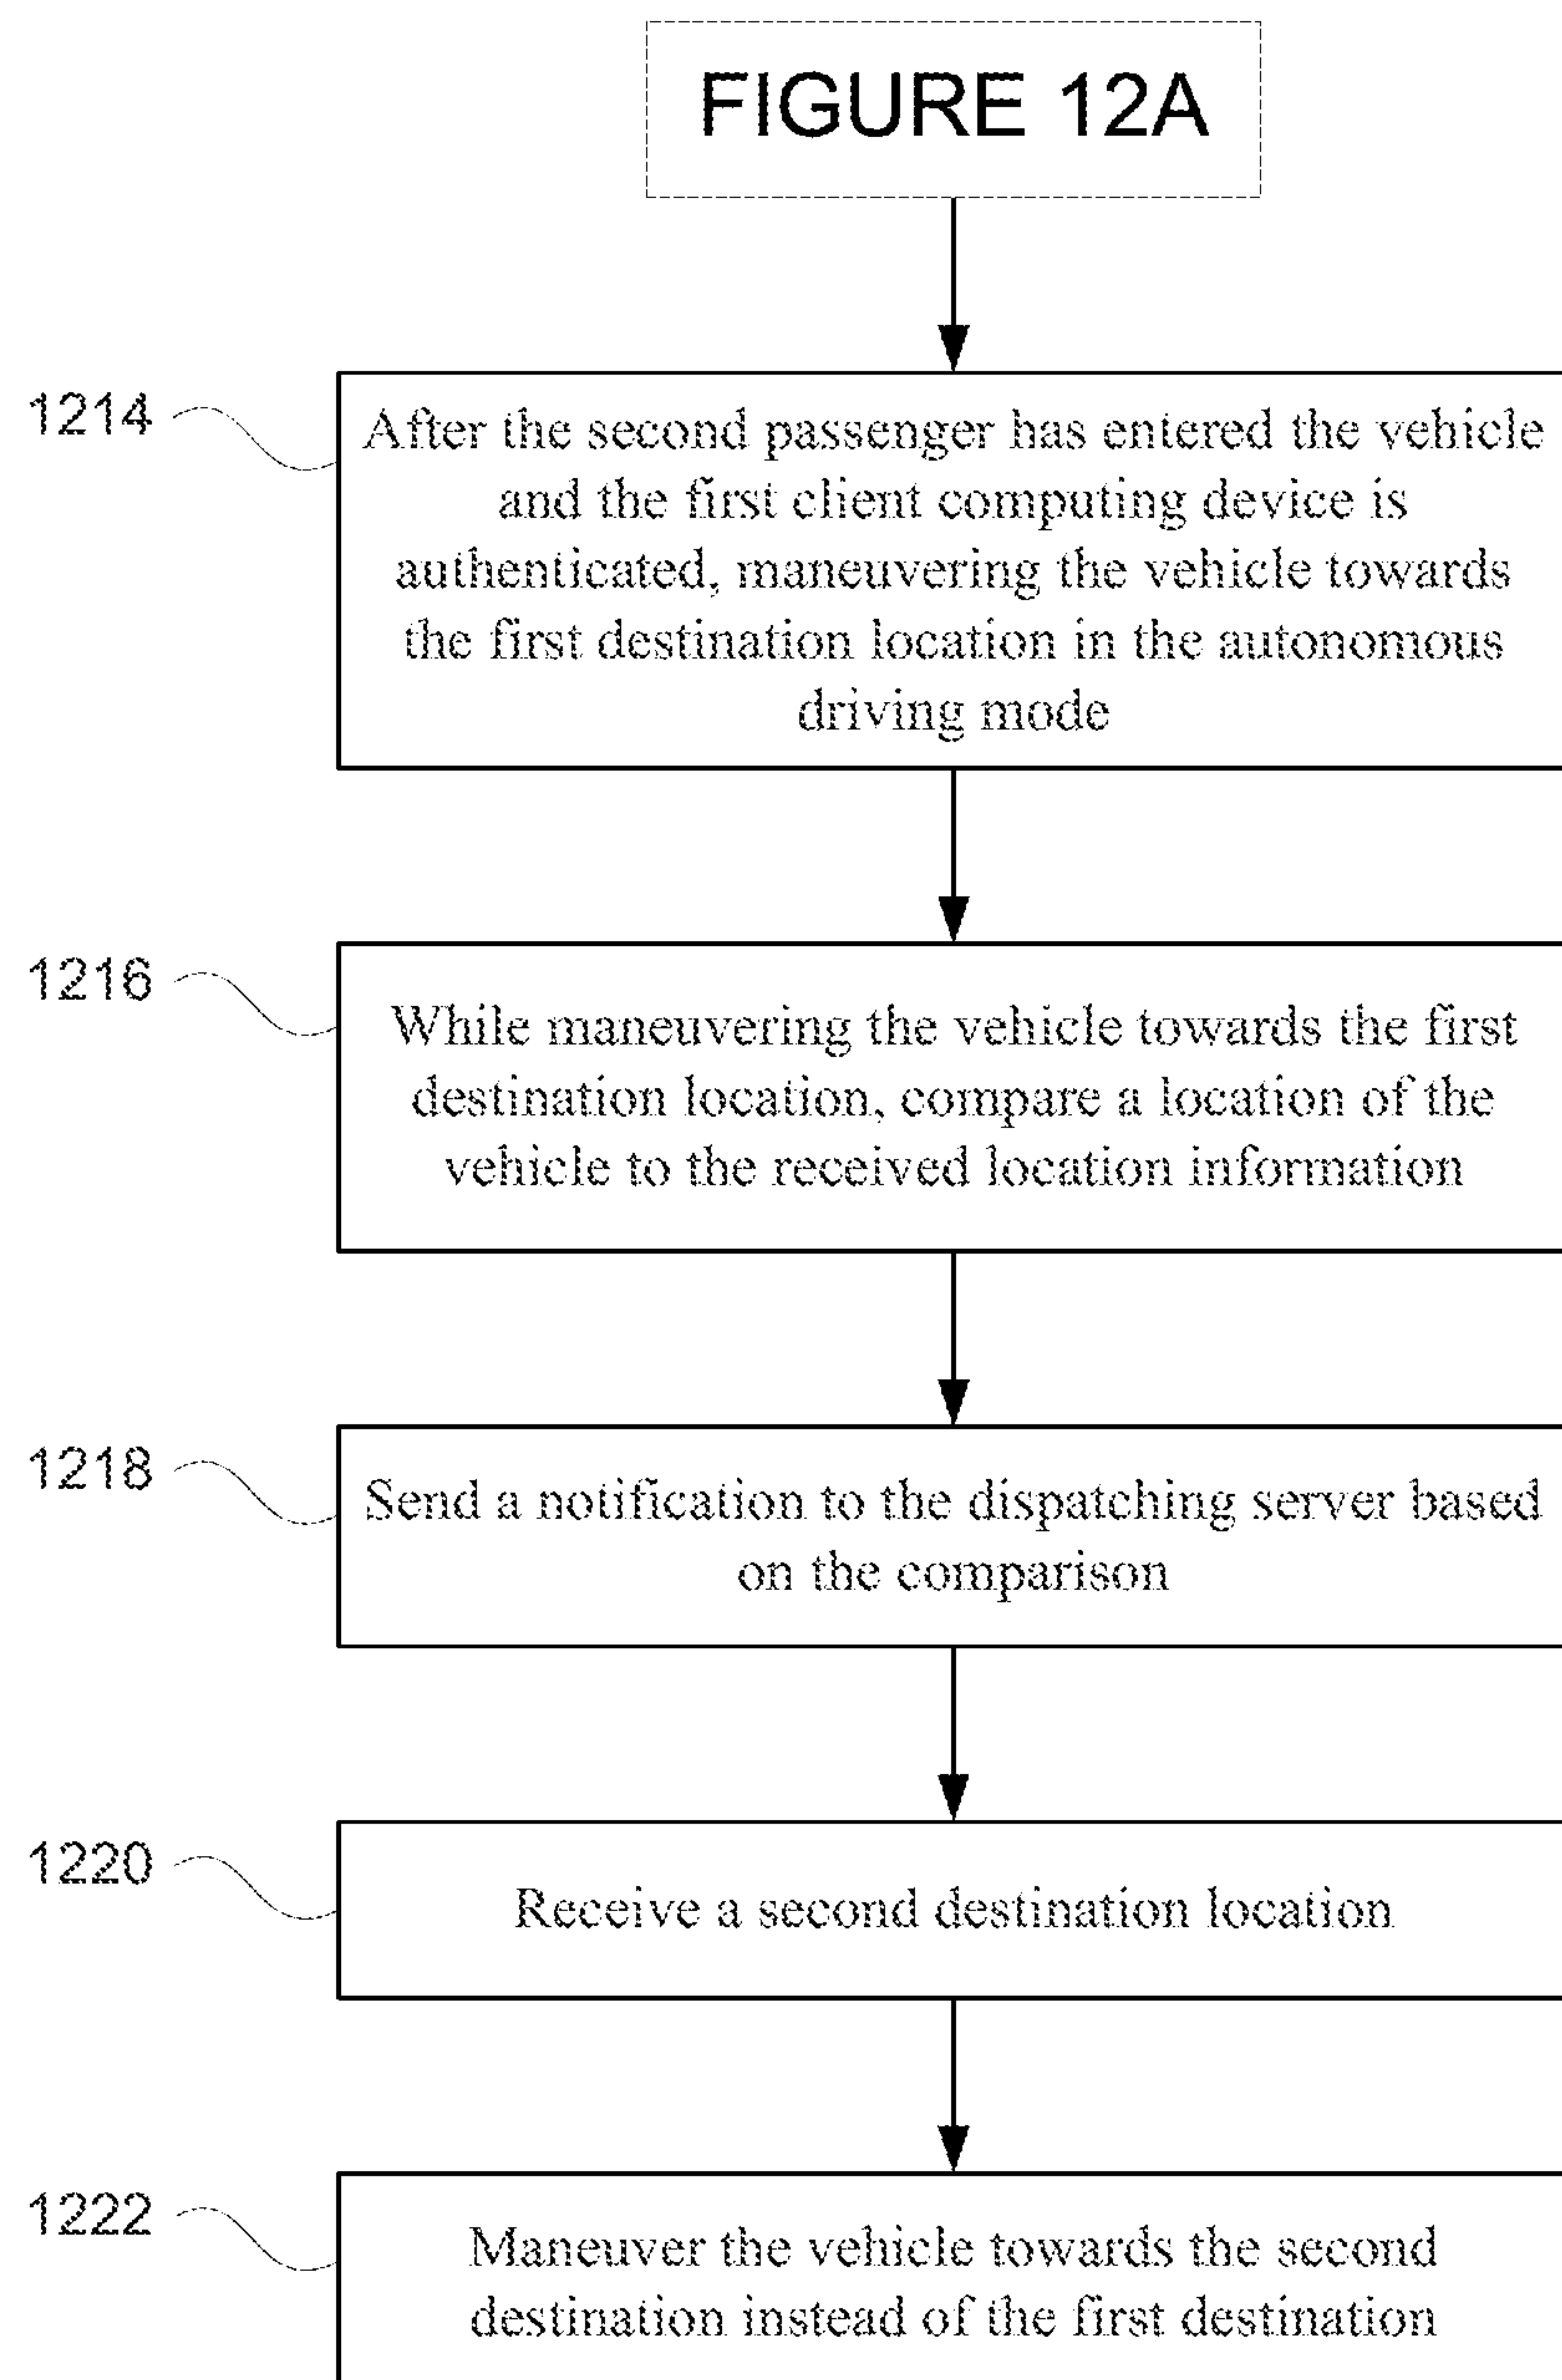 FIGURE 12A
1214
After the second passenger has entered the vehicle
and the first client computing device is
authenticated, maneuvering the vehicle towards
the first destination location in the autonomous
driving mode
1216
While maneuvering the vehicle towards the first
destination location, compare a location of the
vehicle to the received location information
1218
Send a notification to the dispatching server based
on the comparison
1220
Receive a second destination location
1222
Maneuver the vehicle towards the second
destination instead of the first destination